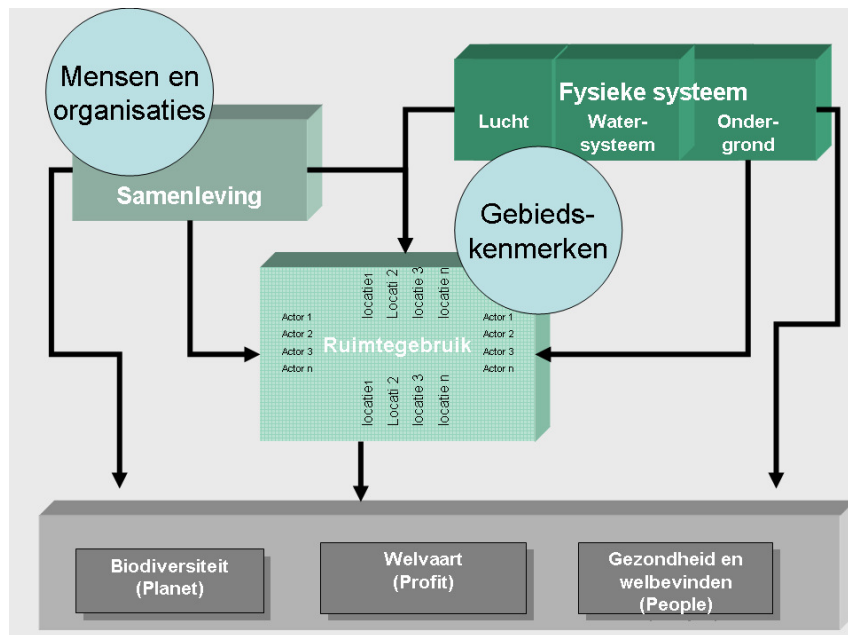 Mensen en
organisaties
Samenleving
Fysieke systeem
Lucht
Water-
systeem
Onder-
grond
Gebieds-
kenmerken
locatie1
Locati 2
locatie 3
locatie n
Actor 1
Actor 2
Actor 3
Actor n
Ruimtegebruik
Actor 1
Actor 2
Actor 3
Actor n
locatie1
Locati 2
locatie 3
locatie n
Biodiversiteit
(Planet)
Welvaart
(Profit)
Gezondheid en
welbevinden
(People)